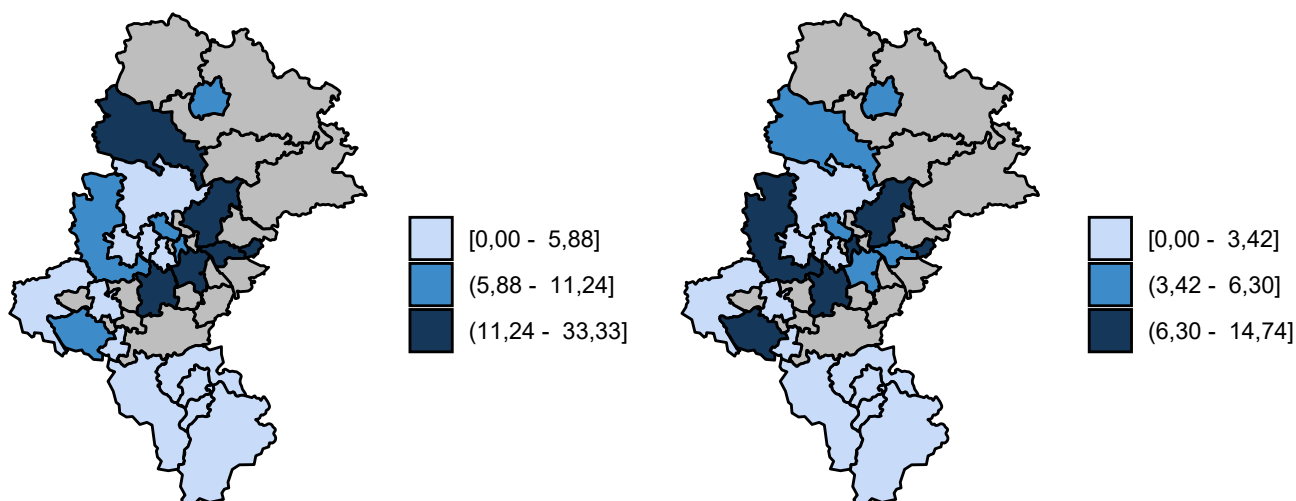 [0,00 - 5,88]
(5,88 - 11,24]
(11,24 - 33,33]
[0,00 - 3,42]
(3,42 - 6,30]
(6,30 - 14,74]